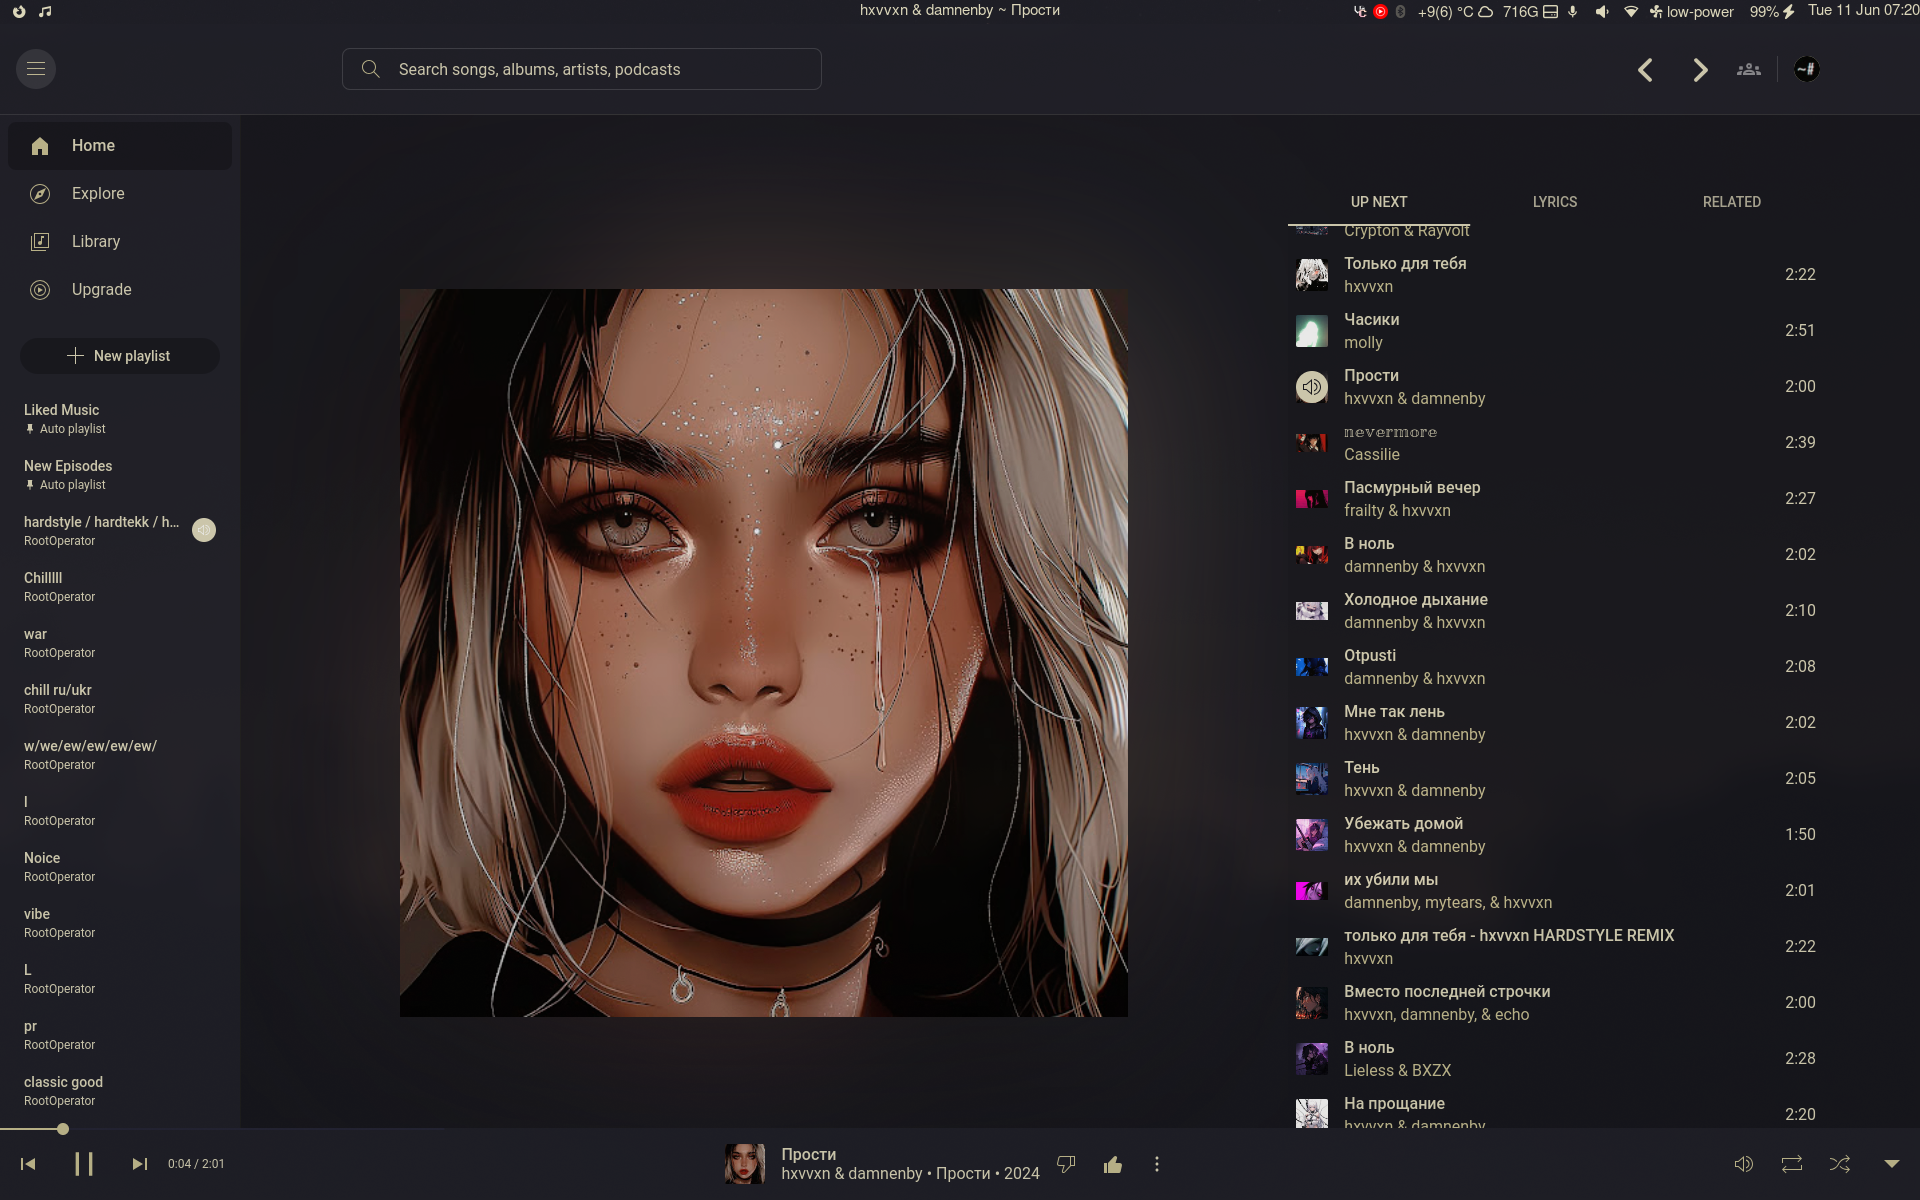 hxvvxn & damnenby ~ Прости
+9(6) °C 716G low-power 99% Tue 11 Jun 07:20
Search songs, albums, artists, podcasts
~#
Home
Explore
Library
Upgrade
New playlist
Liked Music
Auto playlist
New Episodes
Auto playlist
hardstyle / hardtekk / h...
RootOperator
Chilllll
RootOperator
war
RootOperator
chill ru/ukr
RootOperator
w/we/ew/ew/ew/ew/
RootOperator
RootOperator
Noice
RootOperator
vibe
RootOperator
L
RootOperator
pr
RootOperator
classic good
RootOperator
UP NEXT LYRICS RELATED
Crypton & Rayvolt
Только для тебя
hxvvxn
2:22
Часики
molly
2:51
Прости
hxvvxn & damnenby
2:00
nevermore
Cassilie
2:39
Пасмурный вечер
frailty & hxvvxn
2:27
В ноль
damnenby & hxvvxn
2:02
Холодное дыхание
damnenby & hxvvxn
2:10
Otpusti
damnenby & hxvvxn
2:08
Мне так лень
hxvvxn & damnenby
2:02
Тень
hxvvxn & damnenby
2:05
Убежать домой
hxvvxn & damnenby
1:50
их убили мы
damnenby, mytears, & hxvvxn
2:01
только для тебя - hxvvxn HARDSTYLE REMIX
hxvvxn
2:22
Вместо последней строчки
hxvvxn, damnenby, & echo
2:00
В ноль
Lieless & BXZX
2:28
На прощание
hxvvxn & damnenby
2:20
0:04 / 2:01
Прости
hxvvxn & damnenby • Прости • 2024